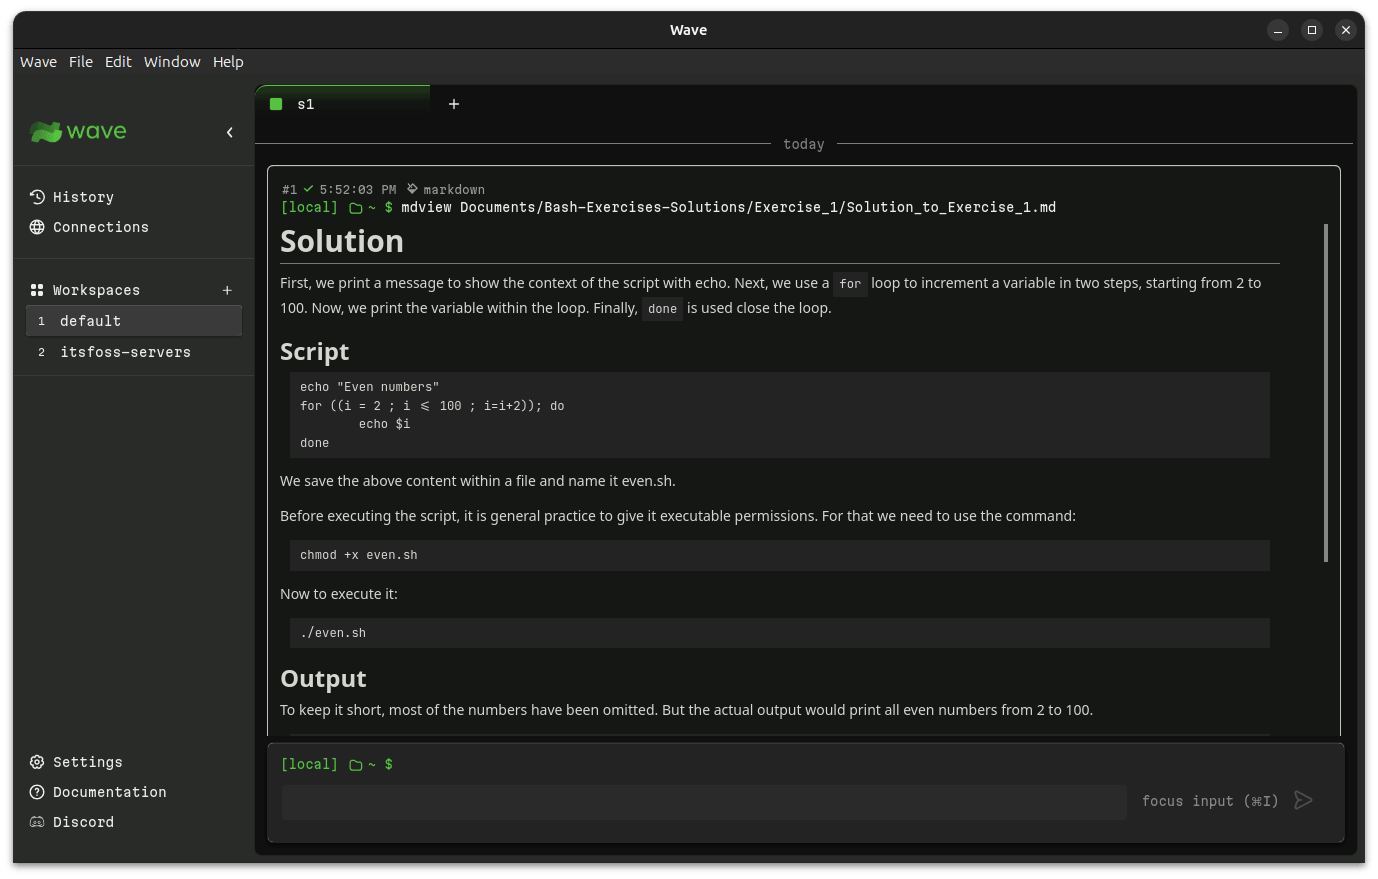 Wave
Wave File Edit Window Help
wave
s1
+
today
History
Connections
Workspaces +
1 default
2 itsfoss-servers
#1 ✓ 5:52:03 PM markdown
[local] ~ $ mdview Documents/Bash-Exercises-Solutions/Exercise_1/Solution_to_Exercise_1.md
Solution
First, we print a message to show the context of the script with echo. Next, we use a for loop to increment a variable in two steps, starting from 2 to
100. Now, we print the variable within the loop. Finally, done is used close the loop.
Script
echo "Even numbers"
for ((i = 2 ; i ⩽ 100 ; i=i+2)); do
echo $i
done
We save the above content within a file and name it even.sh.
Before executing the script, it is general practice to give it executable permissions. For that we need to use the command:
chmod +x even.sh
Now to execute it:
./even.sh
Output
To keep it short, most of the numbers have been omitted. But the actual output would print all even numbers from 2 to 100.
Settings
Documentation
Discord
[local] ~ $
focus input (⌘I)